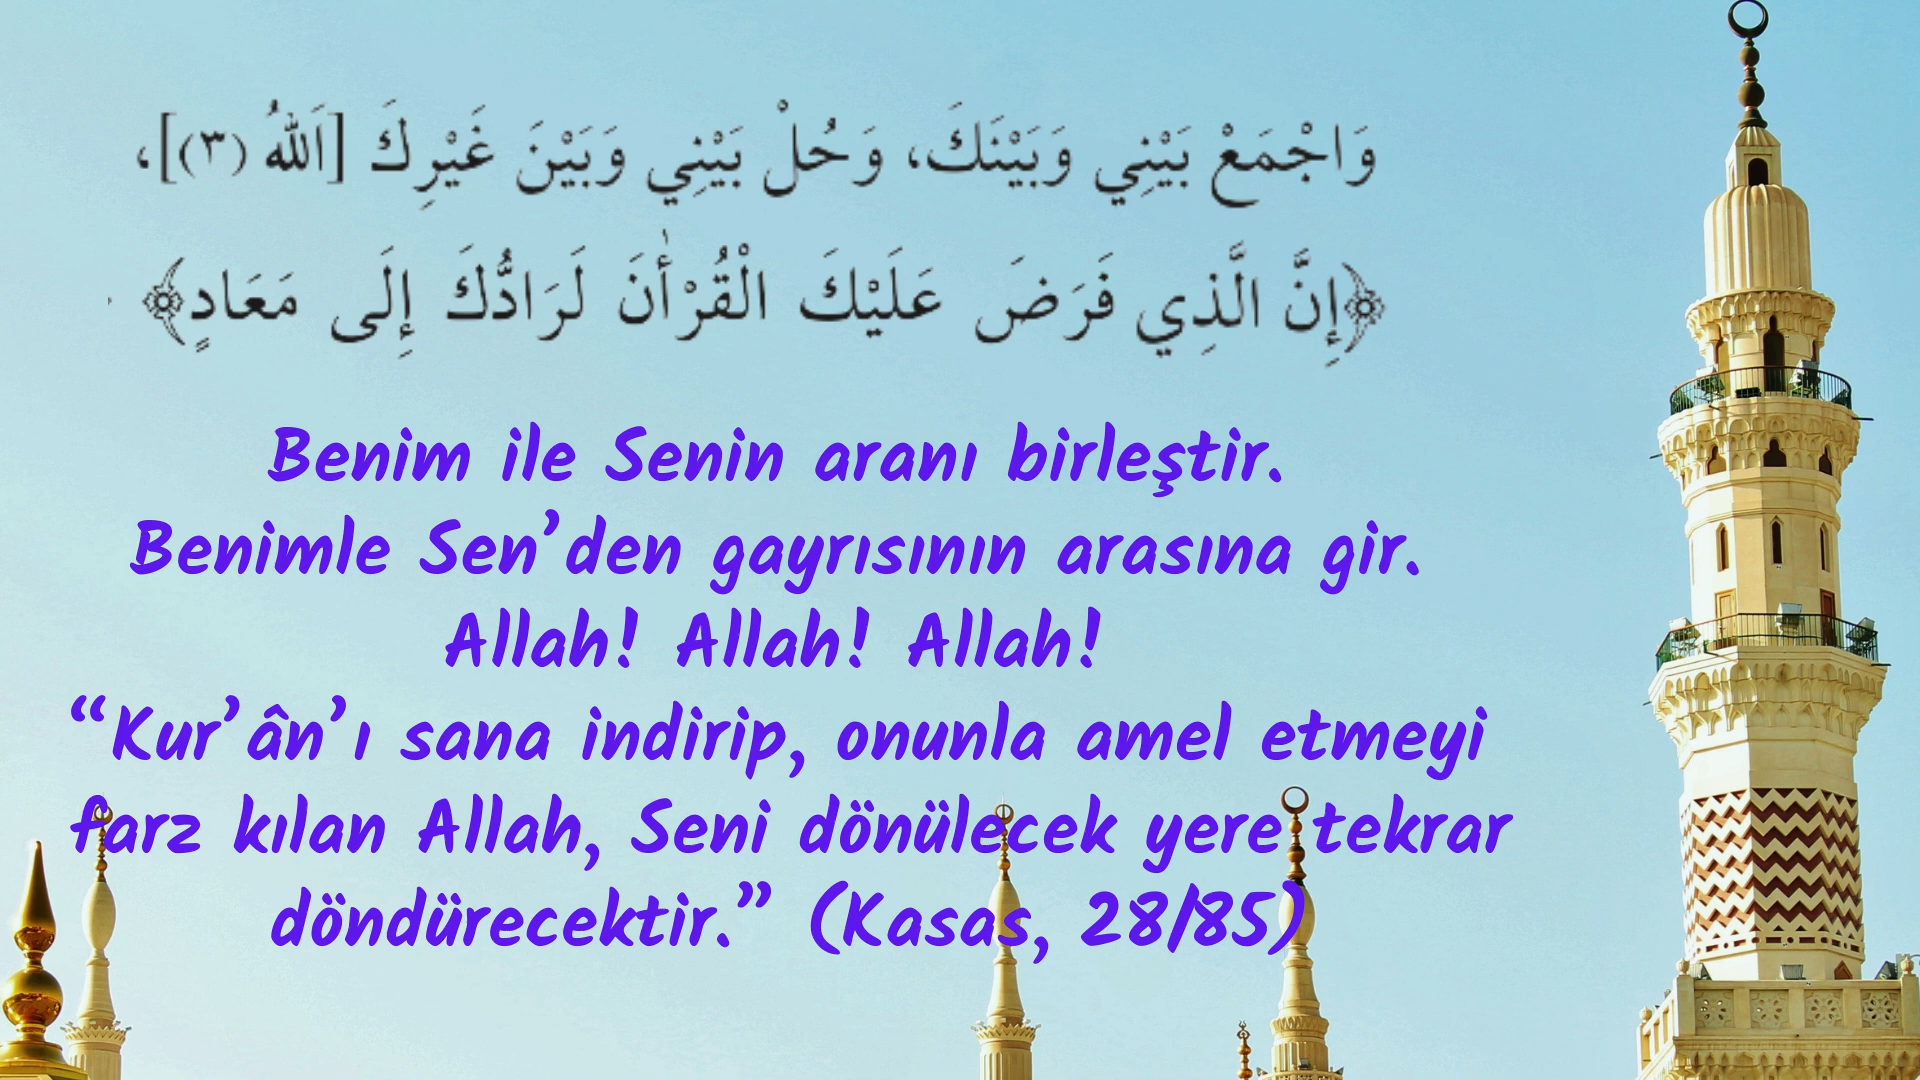 وَاجْمَعْ بَيْنِي وَبَيْنَكَ، وَحُلْ بَيْنِي وَبَيْنَ غَيْرِكَ [اَللهُ (٣)]،
﴿إِنَّ الَّذِي فَرَضَ عَلَيْكَ الْقُرْأٰنَ لَرَادُّكَ إِلَى مَعَادٍ﴾
Benim ile Senin aranı birleştir.
Benimle Sen’den gayrısının arasına gir.
Allah! Allah! Allah!
“Kur’ân’ı sana indirip, onunla amel etmeyi
farz kılan Allah, Seni dönülecek yere tekrar
döndürecektir.” (Kasas, 28/85)